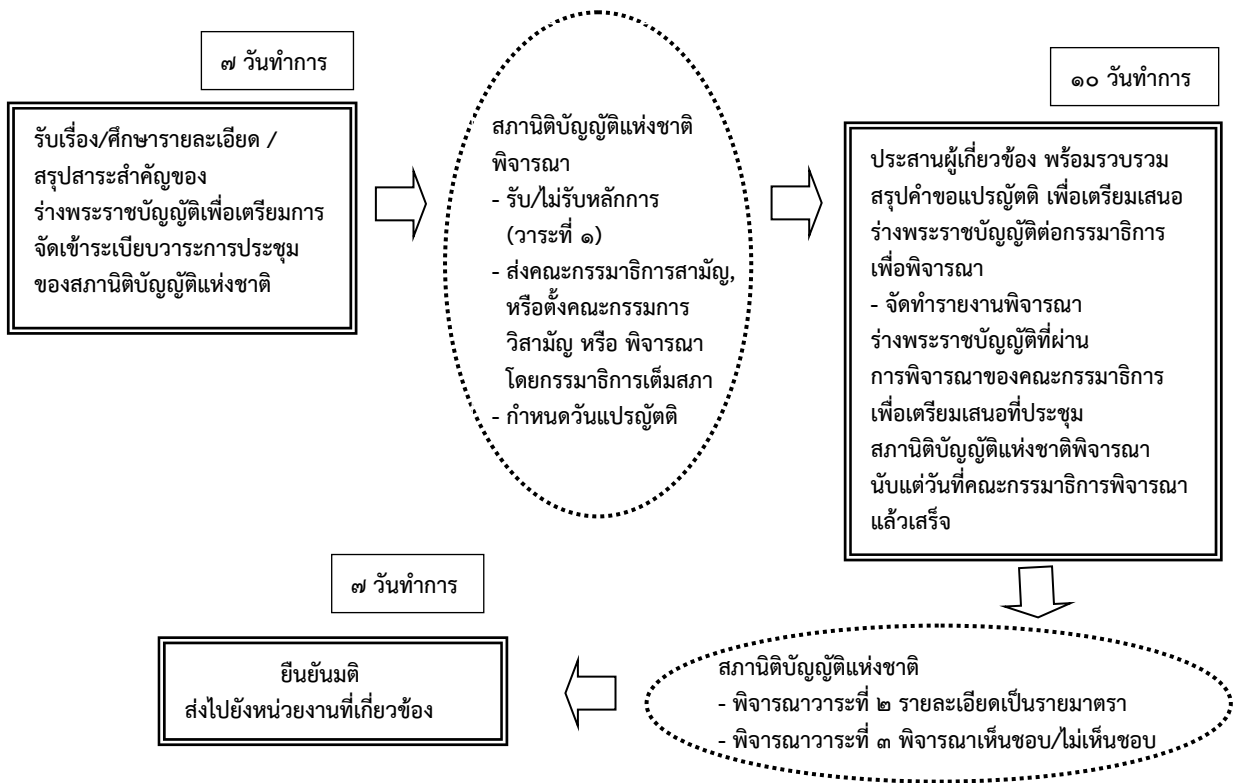 ๗ วันทำการ
รับเรื่อง/ศึกษารายละเอียด /
สรุปสาระสำคัญของ
ร่างพระราชบัญญัติเพื่อเตรียมการ
จัดเข้าระเบียบวาระการประชุม
ของสภานิติบัญญัติแห่งชาติ
สภานิติบัญญัติแห่งชาติ
พิจารณา
- รับ/ไม่รับหลักการ
(วาระที่ ๑)
- ส่งคณะกรรมาธิการสามัญ,
หรือตั้งคณะกรรมการ
วิสามัญ หรือ พิจารณา
โดยกรรมาธิการเต็มสภา
- กำหนดวันแปรญัตติ
๑๐ วันทำการ
ประสานผู้เกี่ยวข้อง พร้อมรวบรวม
สรุปคำขอแปรญัตติ เพื่อเตรียมเสนอ
ร่างพระราชบัญญัติต่อกรรมาธิการ
เพื่อพิจารณา
- จัดทำรายงานพิจารณา
ร่างพระราชบัญญัติที่ผ่าน
การพิจารณาของคณะกรรมาธิการ
เพื่อเตรียมเสนอที่ประชุม
สภานิติบัญญัติแห่งชาติพิจารณา
นับแต่วันที่คณะกรรมาธิการพิจารณา
แล้วเสร็จ
สภานิติบัญญัติแห่งชาติ
- พิจารณาวาระที่ ๒ รายละเอียดเป็นรายมาตรา
- พิจารณาวาระที่ ๓ พิจารณาเห็นชอบ/ไม่เห็นชอบ
๗ วันทำการ
ยืนยันมติ
ส่งไปยังหน่วยงานที่เกี่ยวข้อง